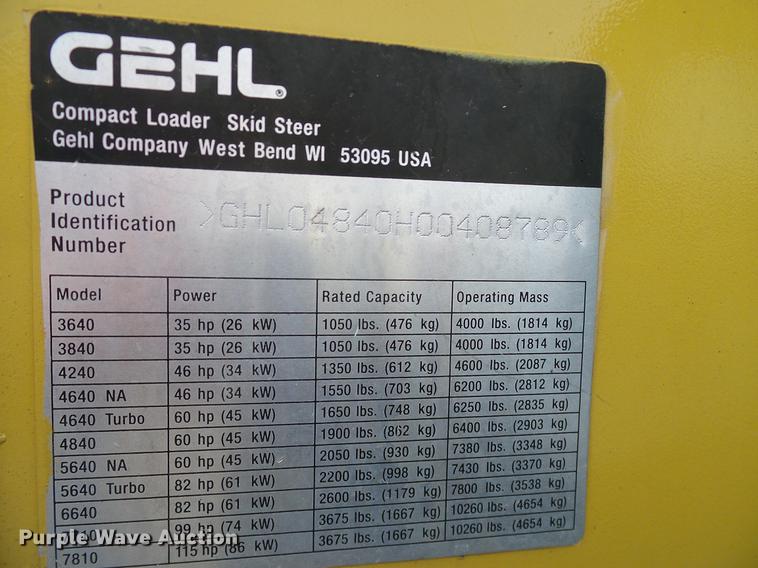 GEHL®
Compact Loader Skid Steer
Gehl Company West Bend WI 53095 USA
Product
Identification
Number
>GHL04840H00408789<
Model Power Rated Capacity Operating Mass
3640 35 hp (26 kW) 1050 lbs. (476 kg) 4000 lbs. (1814 kg)
3840 35 hp (26 kW) 1050 lbs. (476 kg) 4000 lbs. (1814 kg)
4240 46 hp (34 kW) 1350 lbs. (612 kg) 4600 lbs. (2087 kg)
4640 NA 46 hp (34 kW) 1550 lbs. (703 kg) 6200 lbs. (2812 kg)
4640 Turbo 60 hp (45 kW) 1650 lbs. (748 kg) 6250 lbs. (2835 kg)
4840 60 hp (45 kW) 1900 lbs. (862 kg) 6400 lbs. (2903 kg)
5640 NA 60 hp (45 kW) 2050 lbs. (930 kg) 7380 lbs. (3348 kg)
5640 Turbo 82 hp (61 kW) 2200 lbs. (998 kg) 7430 lbs. (3370 kg)
6640 82 hp (61 kW) 2600 lbs. (1179 kg) 7800 lbs. (3538 kg)
99 hp (74 kW) 3675 lbs. (1667 kg) 10260 lbs. (4654 kg)
7810 115 hp (86 kW) 3675 lbs. (1667 kg) 10260 lbs. (4654 kg)
Purple Wave Auction